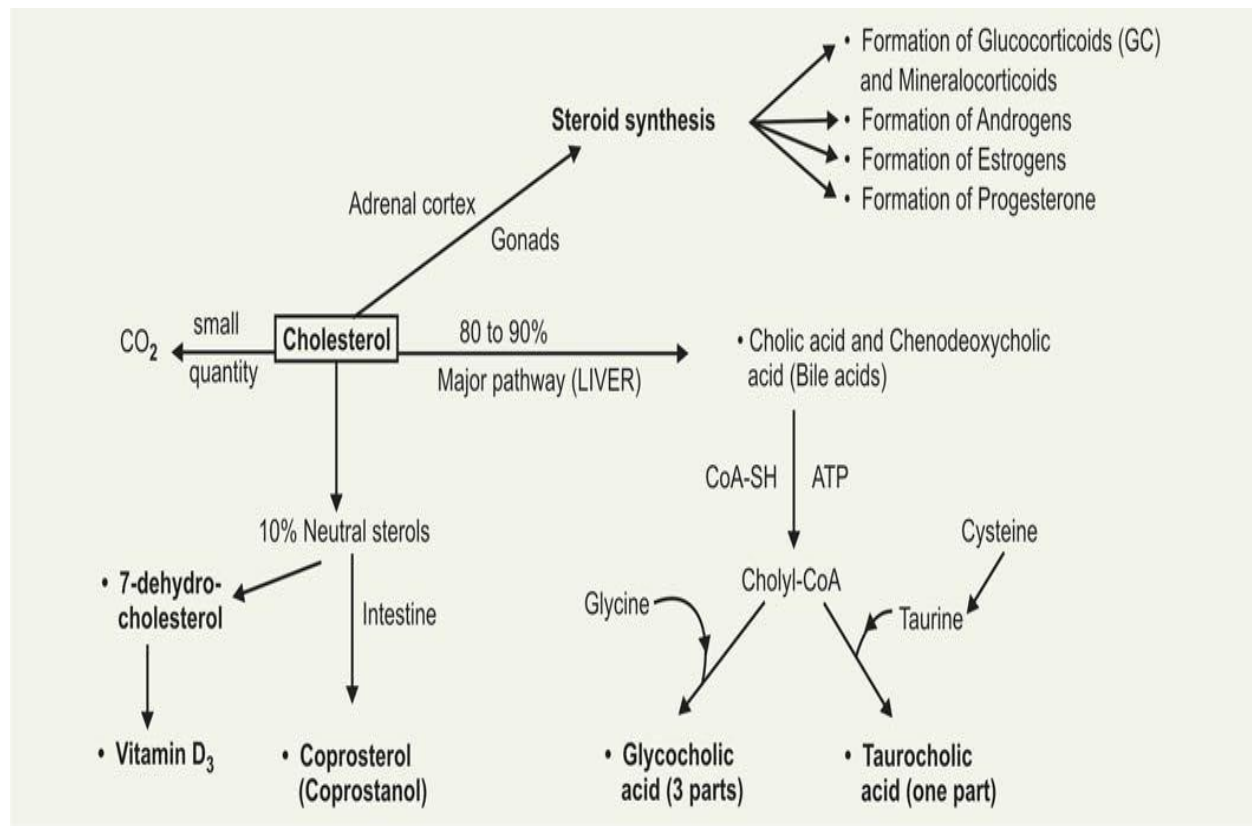 • Formation of Glucocorticoids (GC)
and Mineralocorticoids
Steroid synthesis
• Formation of Androgens
• Formation of Estrogens
• Formation of Progesterone
Adrenal cortex
Gonads
CO2
small
quantity
Cholesterol
80 to 90%
Major pathway (LIVER)
• Cholic acid and Chenodeoxycholic
acid (Bile acids)
CoA-SH
ATP
10% Neutral sterols
Cysteine
• 7-dehydro-
cholesterol
Intestine
Cholyl-CoA
Glycine
Taurine
• Vitamin D3
• Coprosterol
(Coprostanol)
• Glycocholic
acid (3 parts)
• Taurocholic
acid (one part)